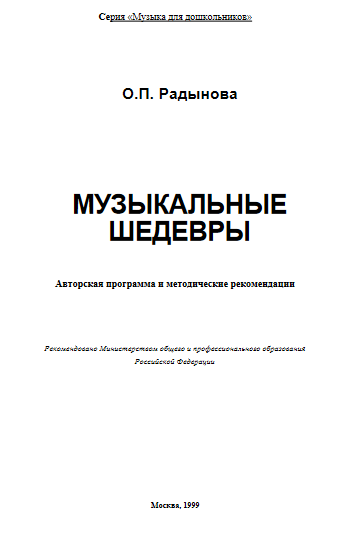 Серия «Музыка для дошкольников»
О.П. Радынова
МУЗЫКАЛЬНЫЕ
ШЕДЕВРЫ
Авторская программа и методические рекомендации
Рекомендовано Министерством общего и профессионального образования
Российской Федерации
Москва, 1999